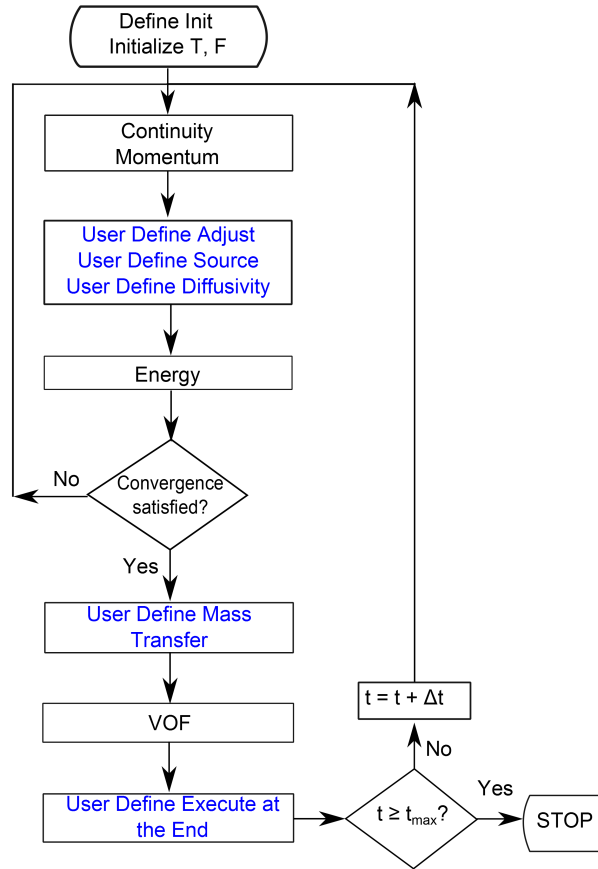 Define Init
Initialize T, F
Continuity
Momentum
User Define Adjust
User Define Source
User Define Diffusivity
Energy
Convergence
satisfied?
No
Yes
User Define Mass
Transfer
VOF
User Define Execute at
the End
t ≥ tmax?
No
t = t + Δt
Yes
STOP